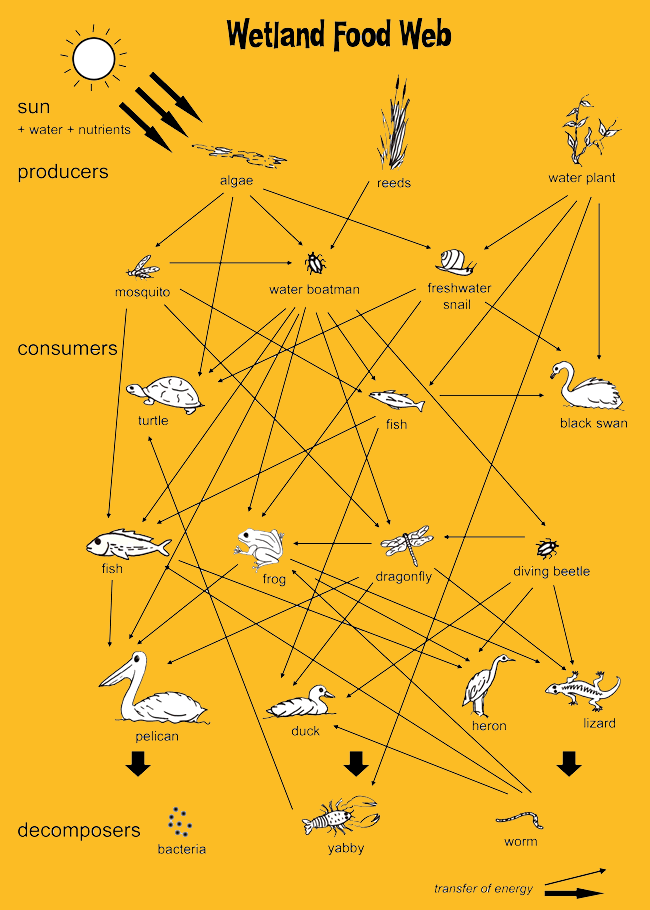 Wetland Food Web
sun
+ water + nutrients
producers
algae
reeds
water plant
mosquito
water boatman
freshwater
snail
consumers
turtle
fish
black swan
fish
frog
dragonfly
diving beetle
pelican
duck
heron
lizard
decomposers
bacteria
yabby
worm
transfer of energy